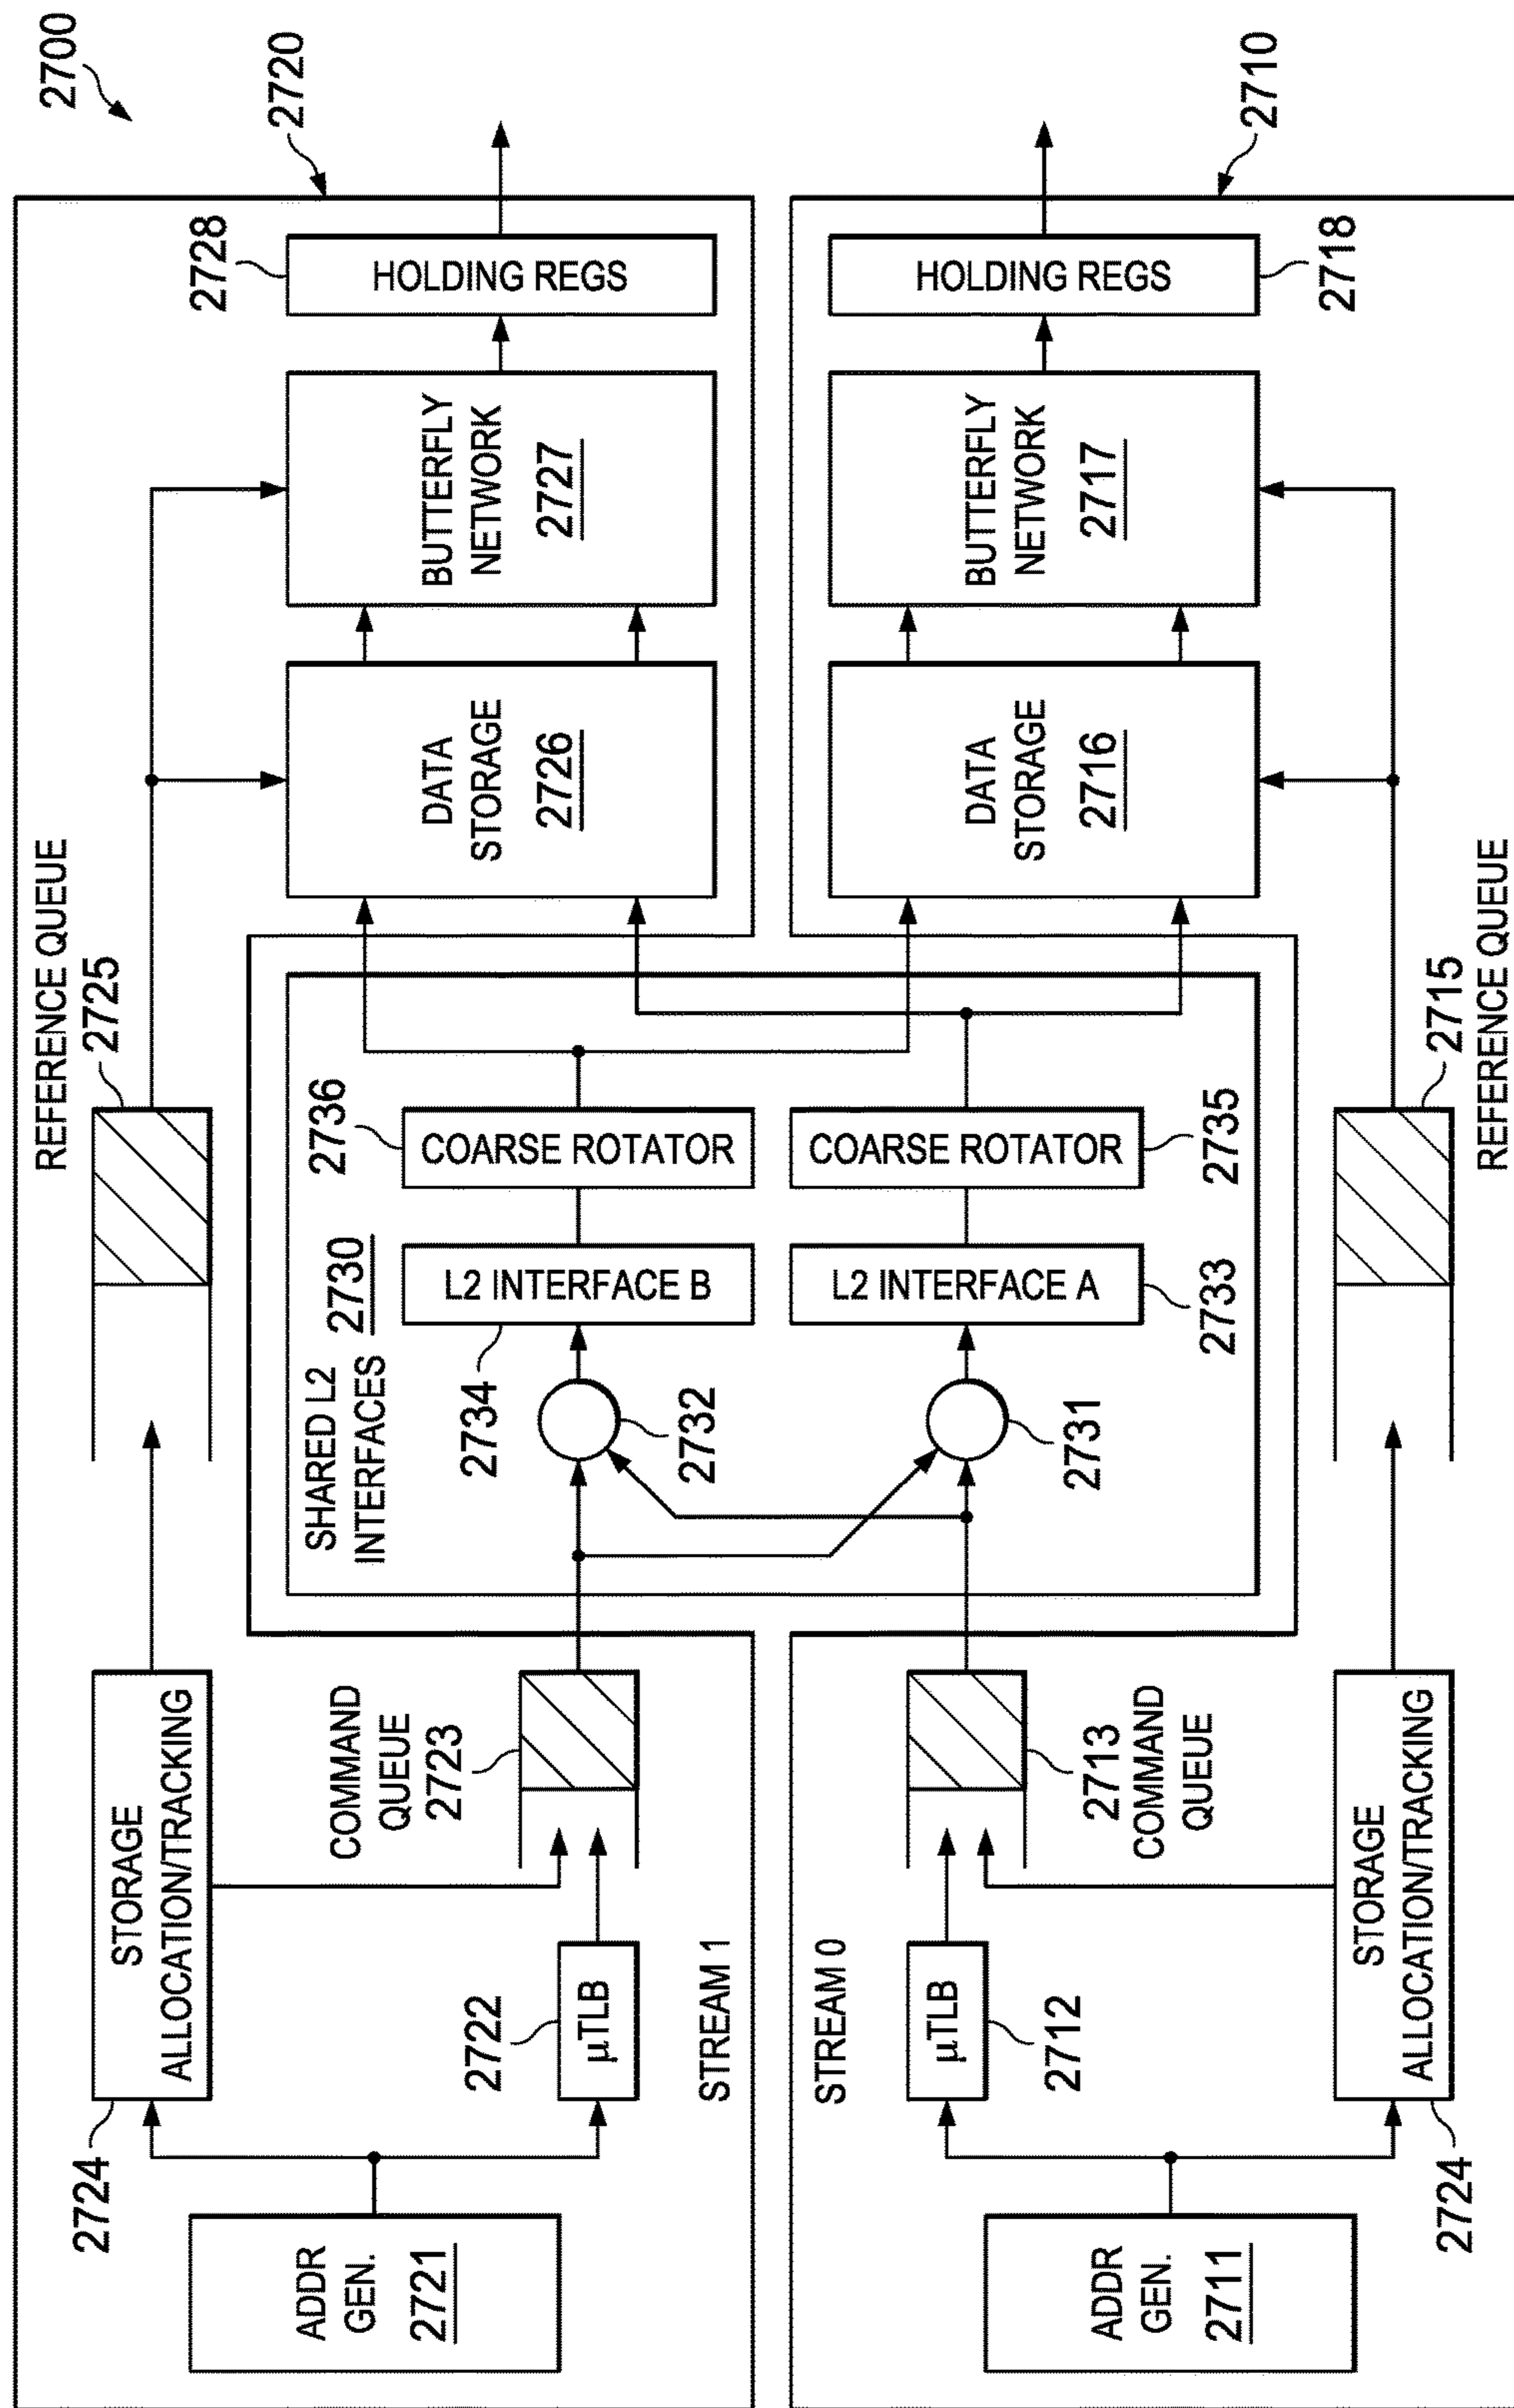 2700
2720
2724
STORAGE
ALLOCATION/TRACKING
REFERENCE QUEUE
2725
ADDR
GEN.
2721
2722
μTLB
STREAM 1
COMMAND
QUEUE
2723
SHARED L2
INTERFACES
2730
2734
L2 INTERFACE B
2732
2736
COARSE ROTATOR
DATA
STORAGE
2726
BUTTERFLY
NETWORK
2727
2728
HOLDING REGS
2731
L2 INTERFACE A
2733
COARSE ROTATOR
2735
STREAM 0
μTLB
2712
2713
COMMAND
QUEUE
ADDR
GEN.
2711
STORAGE
ALLOCATION/TRACKING
2724
2715
REFERENCE QUEUE
DATA
STORAGE
2716
BUTTERFLY
NETWORK
2717
HOLDING REGS
2718
2710